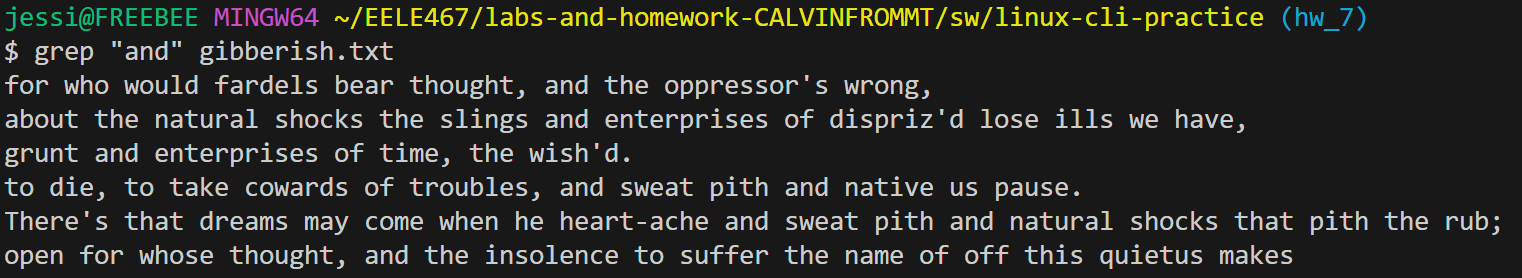 jessi@FREEBEE MINGW64 ~/EELE467/labs-and-homework-CALVINFROMMT/sw/linux-cli-practice (hw_7)
$ grep "and" gibberish.txt
for who would fardels bear thought, and the oppressor's wrong,
about the natural shocks the slings and enterprises of dispriz'd lose ills we have,
grunt and enterprises of time, the wish'd.
to die, to take cowards of troubles, and sweat pith and native us pause.
There's that dreams may come when he heart-ache and sweat pith and natural shocks that pith the rub;
open for whose thought, and the insolence to suffer the name of off this quietus makes